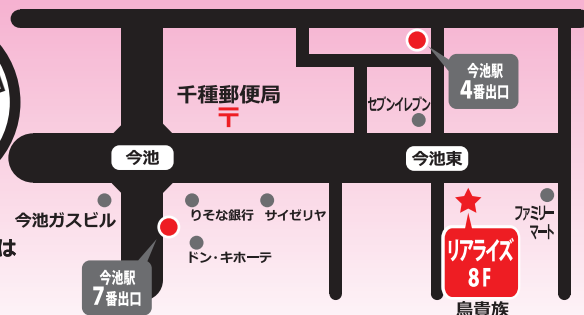 今池駅
4番出口
千種郵便局
〒
セブンイレブン
今池
今池東
今池ガスビル
りそな銀行
サイゼリヤ
ファミリー
マート
は
ドン・キホーテ
リアライズ
8F
今池駅
7番出口
鳥貴族